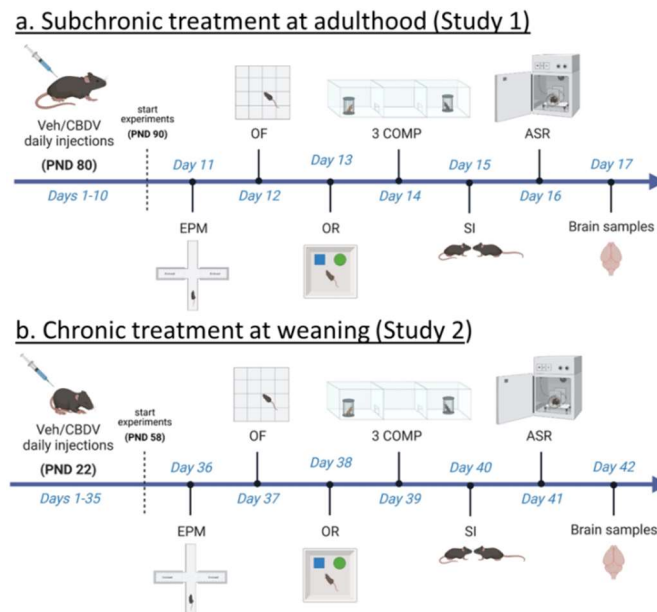 a. Subchronic treatment at adulthood (Study 1)
Veh/CBDV
daily injections
(PND 80)
start
experiments
(PND 90)
OF
3 COMP
ASR
Day 11
Day 13
Day 15
Day 17
Days 1-10
Day 12
Day 14
Day 16
EPM
OR
SI
Brain samples
b. Chronic treatment at weaning (Study 2)
Veh/CBDV
daily injections
(PND 22)
start
experiments
(PND 58)
OF
3 COMP
ASR
Day 36
Day 38
Day 40
Day 42
Days 1-35
Day 37
Day 39
Day 41
EPM
OR
SI
Brain samples